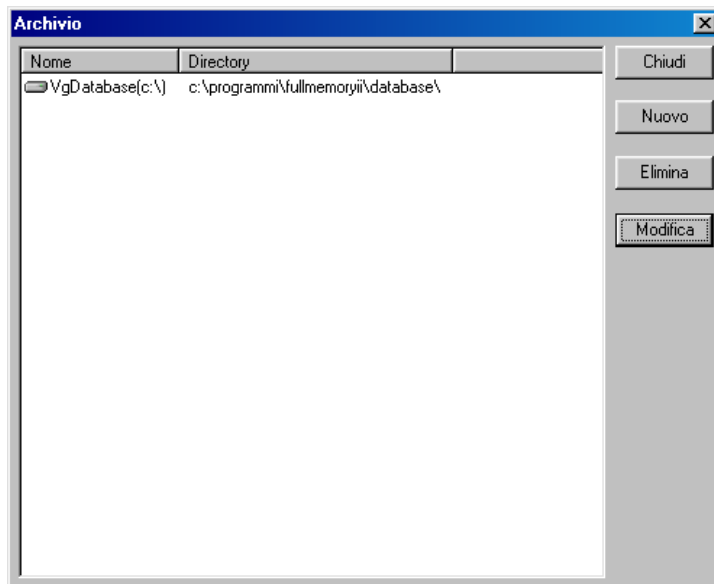 Archivio
Nome Directory
VgDatabase(c:\) c:\programmi\fullmemoryii\database\
Chiudi
Nuovo
Elimina
Modifica